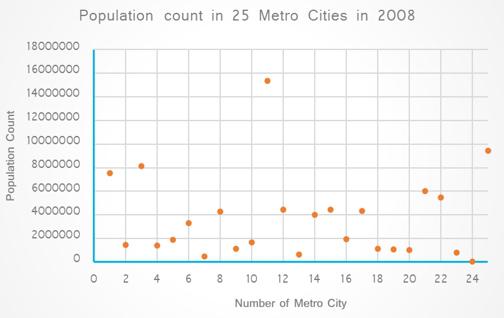 Population count in 25 Metro Cities in 2008
18000000
16000000
14000000
12000000
10000000
8000000
6000000
4000000
2000000
0
Population Count
0 2 4 6 8 10 12 14 16 18 20 22 24
Number of Metro City